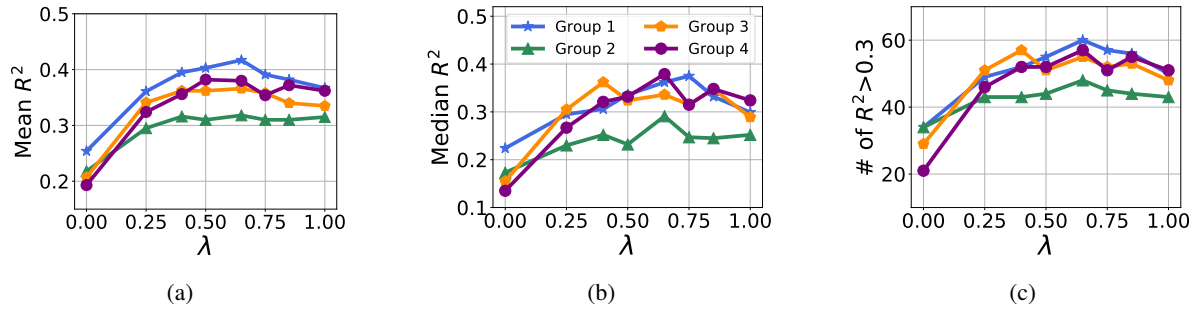 0.5
0.4
0.3
0.2
Mean R²
0.00 0.25 0.50 0.75 1.00
λ
(a)
0.5
0.4
0.3
0.2
0.1
Median R²
Group 1 Group 3
Group 2 Group 4
0.00 0.25 0.50 0.75 1.00
λ
(b)
60
40
20
# of R²>0.3
0.00 0.25 0.50 0.75 1.00
λ
(c)